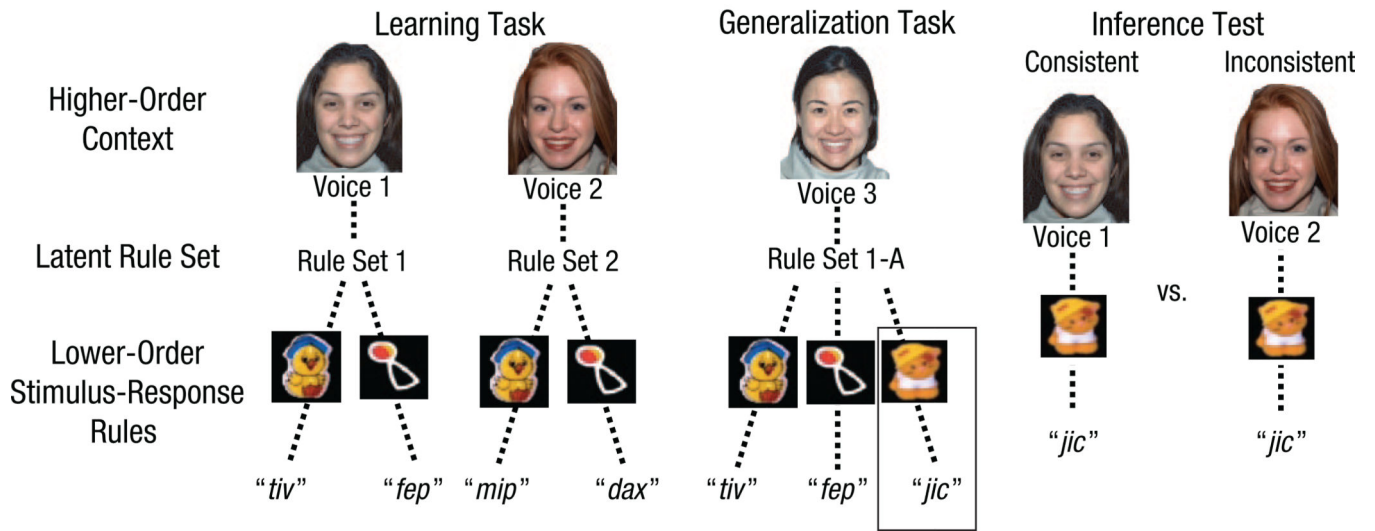 Learning Task
Generalization Task
Inference Test
Consistent
Inconsistent
Higher-Order
Context
Voice 1
Voice 2
Voice 3
Voice 1
Voice 2
Latent Rule Set
Rule Set 1
Rule Set 2
Rule Set 1-A
vs.
Lower-Order
Stimulus-Response
Rules
“tiv”
“fep”
“mip”
“dax”
“tiv”
“fep”
“jic”
“jic”
“jic”